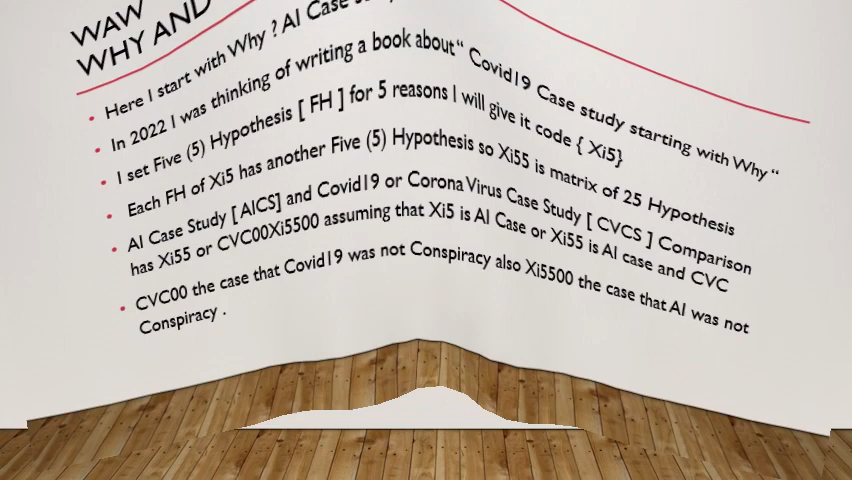 WAW
WHY AND
Here I start with Why ? AI Case
In 2022 I was thinking of writing a book about“ Covid19 Case study starting with Why “
I set Five (5) Hypothesis [ FH ] for 5 reasons I will give it code { Xi5}
Each FH of Xi5 has another Five (5) Hypothesis so Xi55 is matrix of 25 Hypothesis
AI Case Study [ AICS] and Covid19 or Corona Virus Case Study [ CVCS ] Comparison
has Xi55 or CVC00Xi5500 assuming that Xi5 is AI Case or Xi55 is AI case and CVC
CVC00 the case that Covid19 was not Conspiracy also Xi5500 the case that AI was not
Conspiracy .